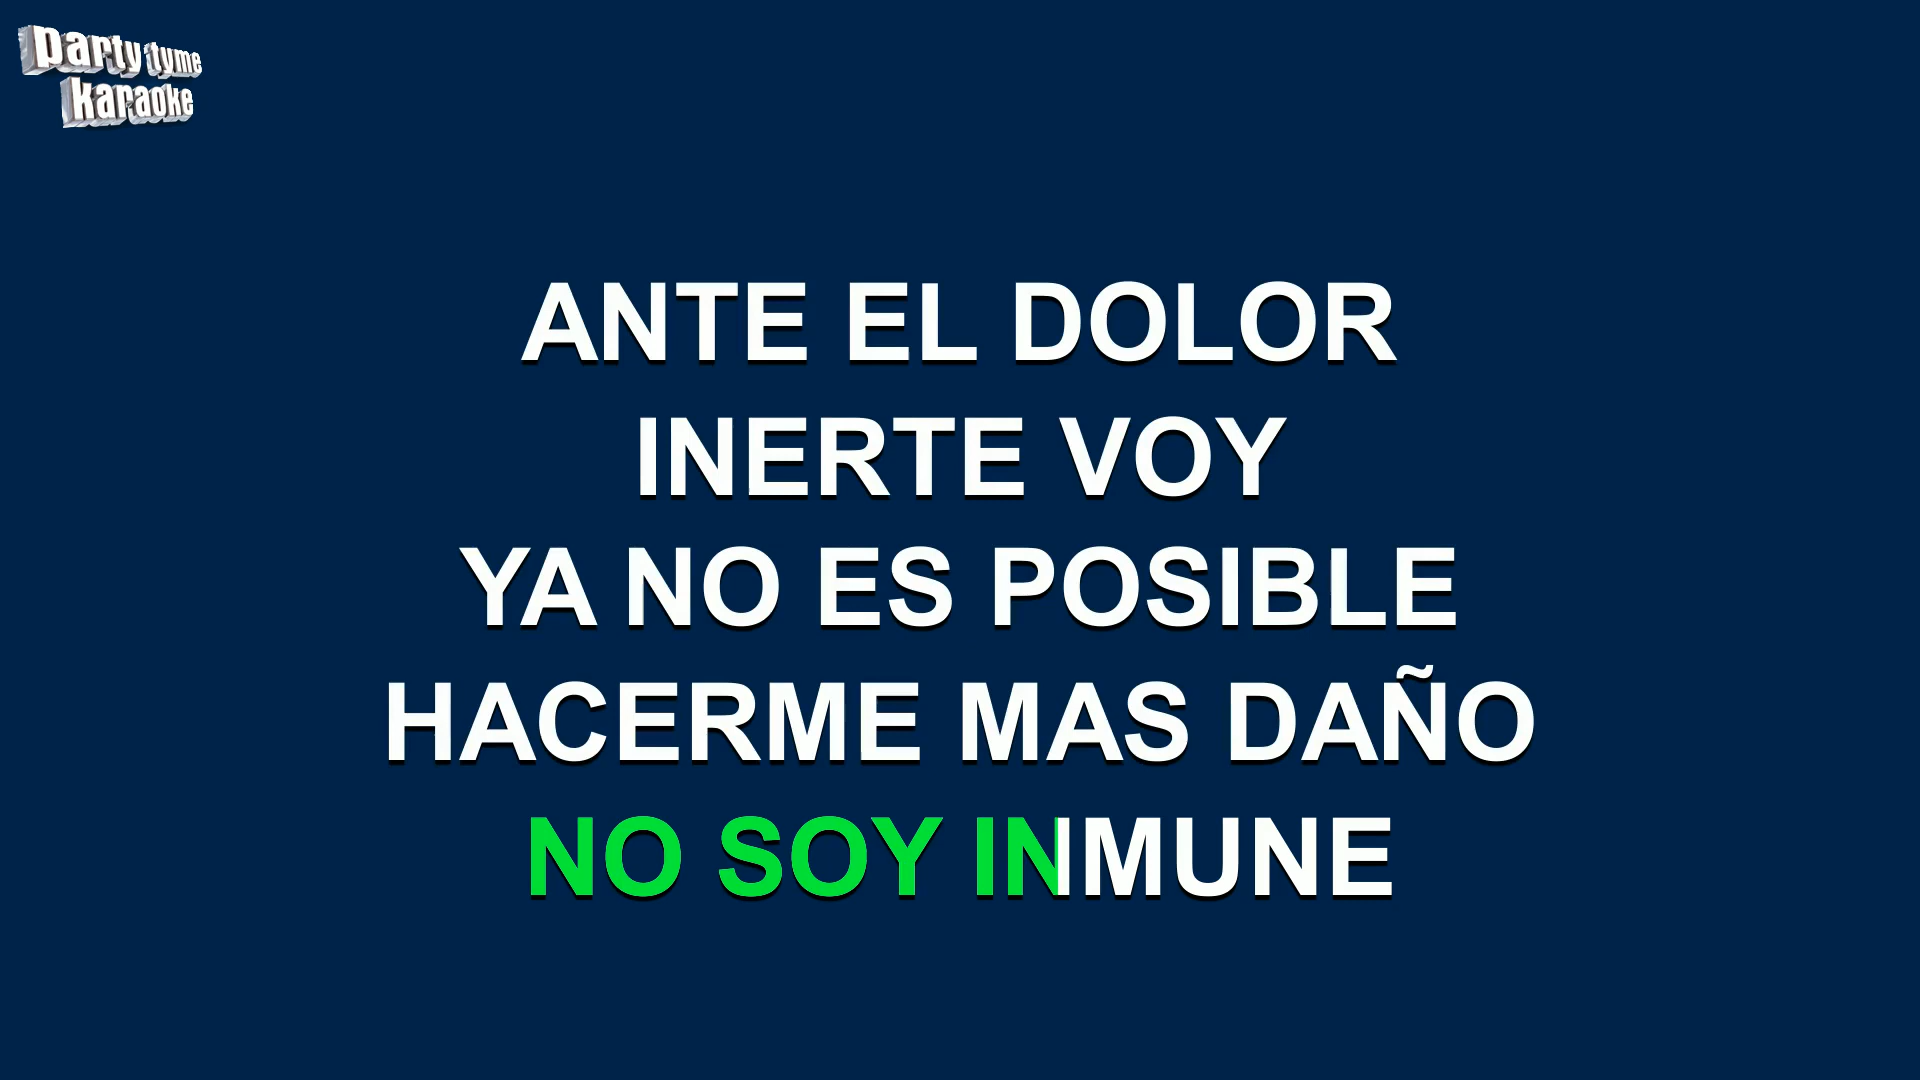 party tyme
karaoke
ANTE EL DOLOR
INERTE VOY
YA NO ES POSIBLE
HACERME MAS DAÑO
NO SOY INMUNE